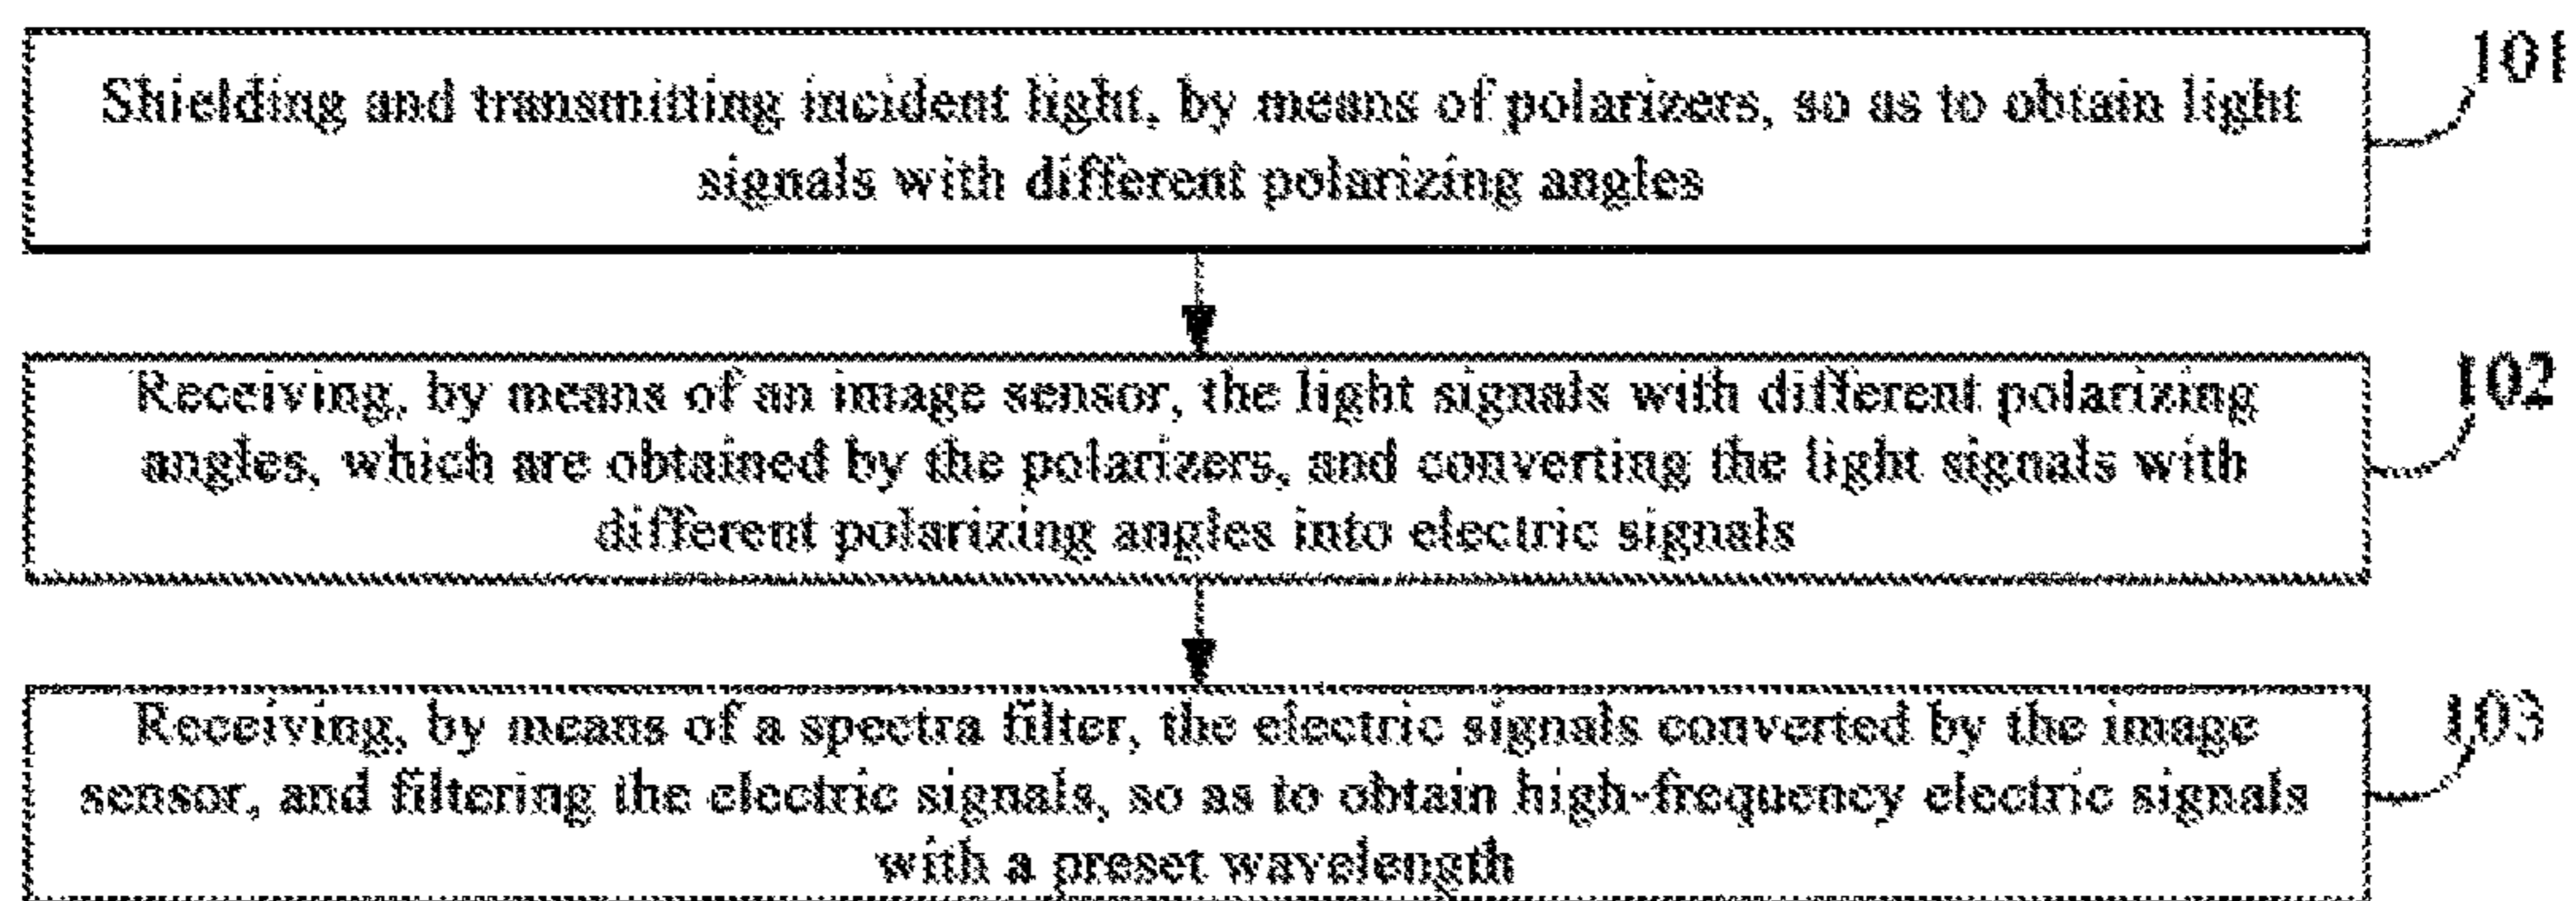 Shielding and transmitting incident light, by means of polarizers, so as to obtain light
signals with different polarizing angles
101
Receiving, by means of an image sensor, the light signals with different polarizing
angles, which are obtained by the polarizers, and converting the light signals with
different polarizing angles into electric signals
102
Receiving, by means of a spectra filter, the electric signals converted by the image
sensor, and filtering the electric signals, so as to obtain high-frequency electric signals
with a preset wavelength
103